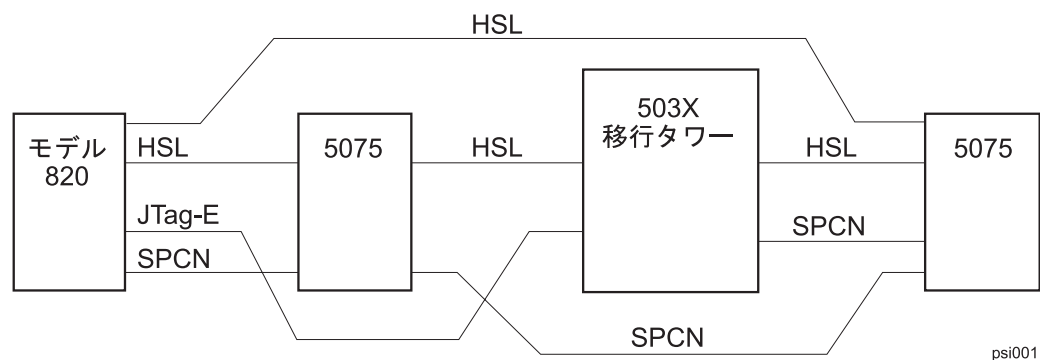 HSL
モデル
820
HSL
JTag-E
SPCN
5075
HSL
503X
移行タワー
HSL
SPCN
5075
SPCN
psi001